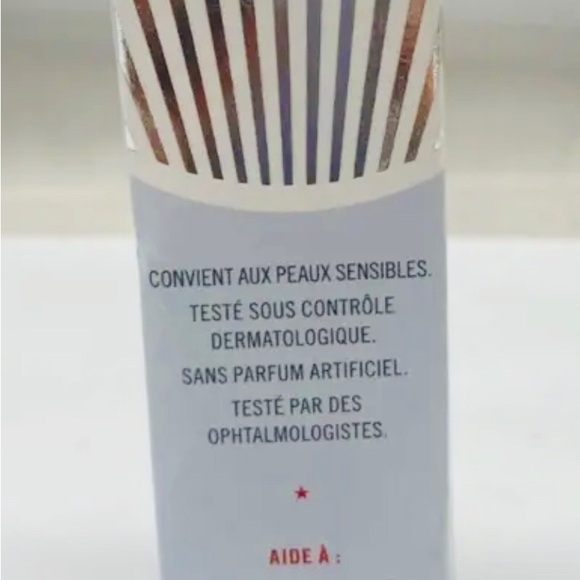 CONVIENT AUX PEAUX SENSIBLES.
TESTÉ SOUS CONTRÔLE
DERMATOLOGIQUE.
SANS PARFUM ARTIFICIEL.
TESTÉ PAR DES
OPHTALMOLOGISTES.
AIDE À :